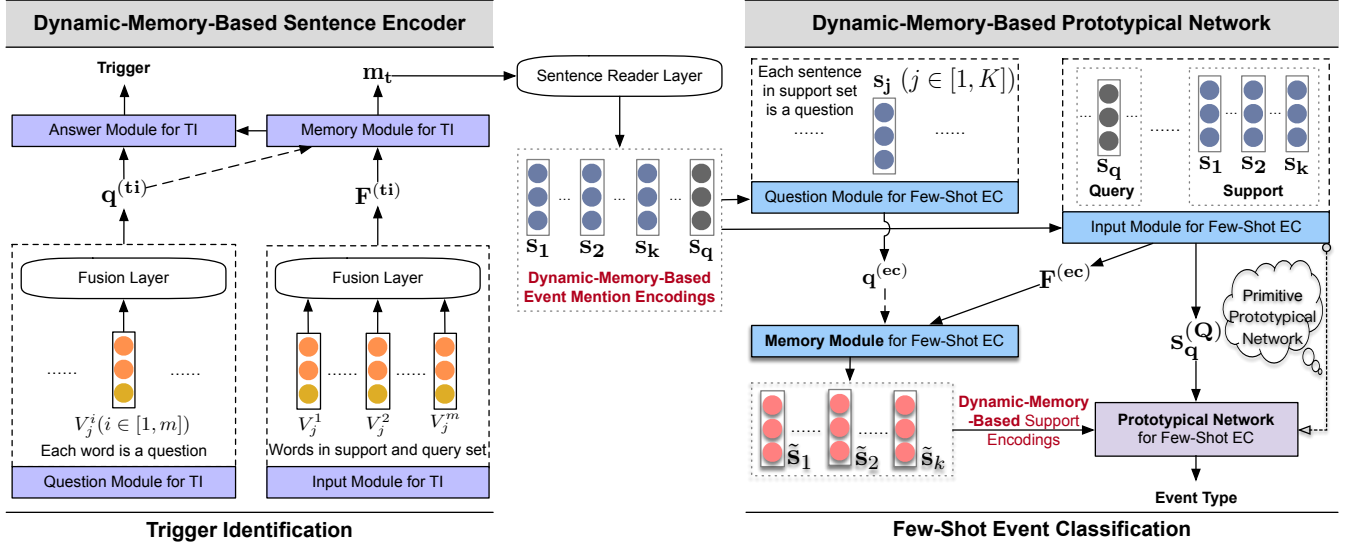 Dynamic-Memory-Based Sentence Encoder
Trigger
m_t
Answer Module for TI
Memory Module for TI
q^(ti)
F^(ti)
Fusion Layer
Fusion Layer
......
......
......
......
V_j^i (i ∈ [1, m])
V_j^1
V_j^2
V_j^m
Each word is a question
Words in support and query set
Question Module for TI
Input Module for TI
Trigger Identification
Sentence Reader Layer
...
...
...
s_1
s_2
s_k
s_q
Dynamic-Memory-Based
Event Mention Encodings
Dynamic-Memory-Based Prototypical Network
Each sentence
in support set
is a question
s_j (j ∈ [1, K])
......
......
Question Module for Few-Shot EC
...
s_q
...
Query
......
...
s_1
...
s_2
...
s_k
Support
Input Module for Few-Shot EC
q^(ec)
F^(ec)
s_q^(Q)
Primitive
Prototypical
Network
Memory Module for Few-Shot EC
......
......
s̃_1
s̃_2
s̃_k
Dynamic-Memory
-Based Support
Encodings
Prototypical Network
for Few-Shot EC
Event Type
Few-Shot Event Classification